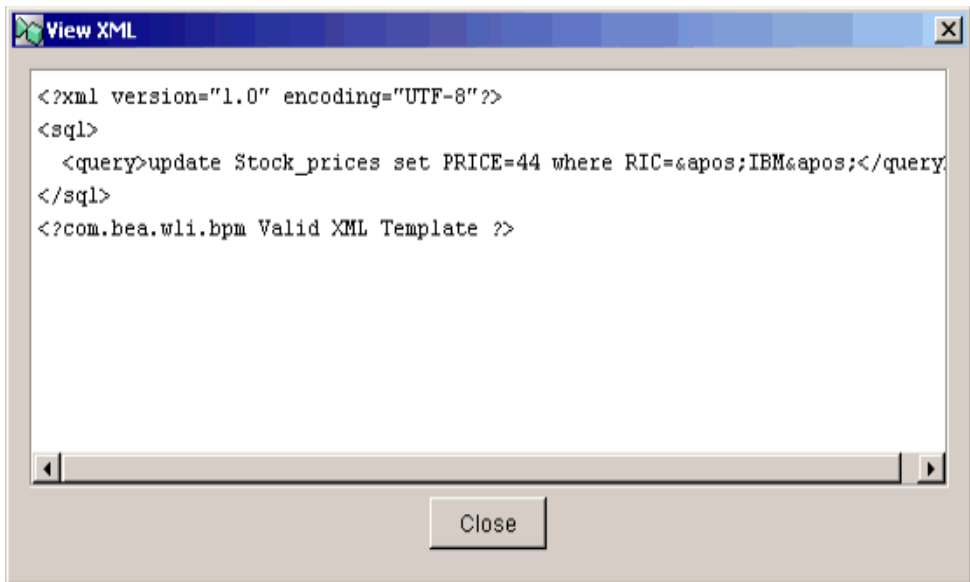 View XML
<?xml version="1.0" encoding="UTF-8"?>
<sql>
<query>update Stock_prices set PRICE=44 where RIC=&apos;IBM&apos;</query
</sql>
<?com.bea.wli.bpm Valid XML Template ?>
Close